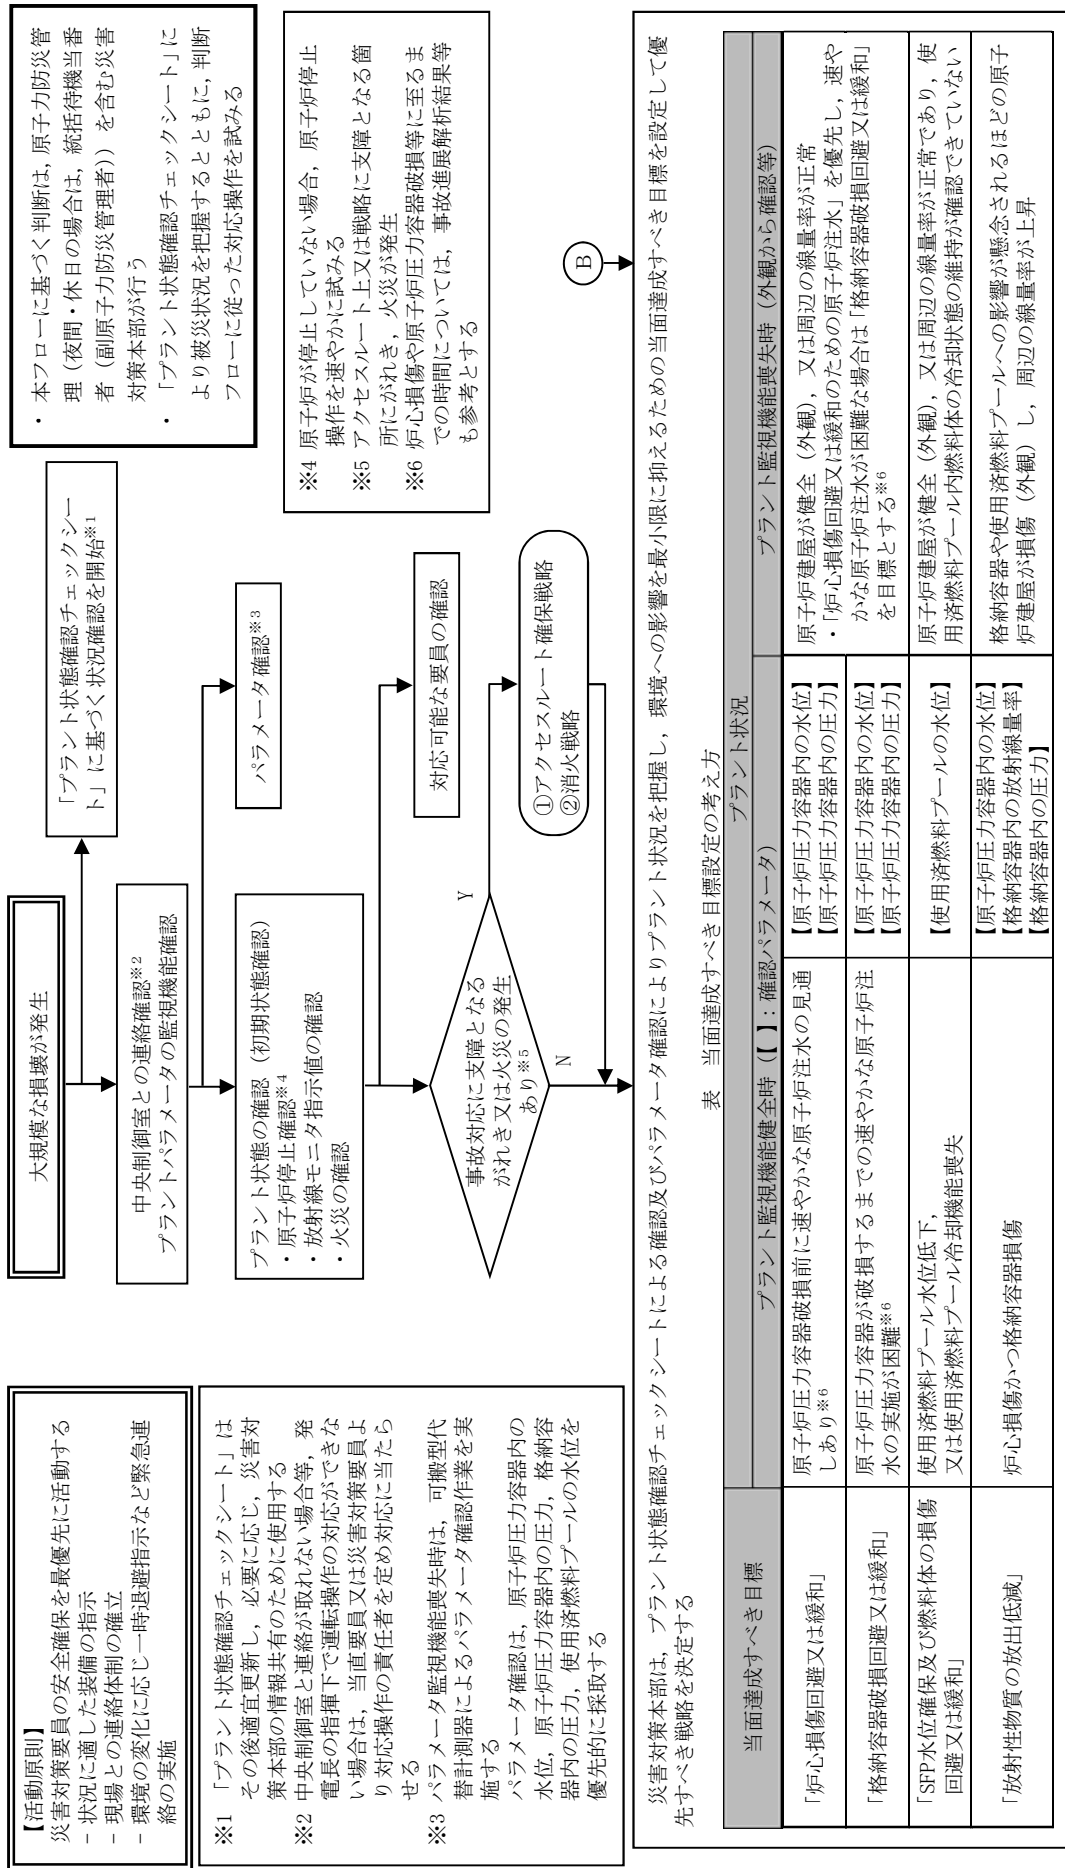 【活動原則】
災害対策要員の安全確保を最優先に活動する
- 状況に適した装備の指示
- 現場との連絡体制の確立
- 環境の変化に応じ一時退避指示など緊急連
絡の実施
※1 「プラント状態確認チェックシート」は
その後適宜更新し,必要に応じ,災害対
策本部の情報共有のために使用する
※2 中央制御室と連絡が取れない場合等,発
電長の指揮下で運転操作の対応ができな
い場合は,当直要員又は災害対策要員よ
り対応操作の責任者を定め対応に当たら
せる
※3 パラメータ監視機能喪失時は,可搬型代
替計測器によるパラメータ確認作業を実
施する
パラメータ確認は,原子炉圧力容器内の
水位,原子炉圧力容器内の圧力,格納容
器内の圧力,使用済燃料プールの水位を
優先的に採取する
大規模な損壊が発生
「プラント状態確認チェックシー
ト」に基づく状況確認を開始※1
中央制御室との連絡確認※2
プラントパラメータの監視機能確認
パラメータ確認※3
プラント状態の確認(初期状態確認)
・原子炉停止確認※4
・放射線モニタ指示値の確認
・火災の確認
対応可能な要員の確認
事故対応に支障となる
がれき又は火災の発生
あり※5
Y
N
①アクセスルート確保戦略
②消火戦略
・ 本フローに基づく判断は,原子力防災管
理(夜間・休日の場合は,統括待機当番
者(副原子力防災管理者))を含む災害
対策本部が行う
・ 「プラント状態確認チェックシート」に
より被災状況を把握するとともに,判断
フローに従った対応操作を試みる
※4 原子炉が停止していない場合,原子炉停止
操作を速やかに試みる
※5 アクセスルート上又は戦略に支障となる箇
所にがれき,火災が発生
※6 炉心損傷や原子炉圧力容器破損等に至るま
での時間については,事故進展解析結果等
も参考とする
B
災害対策本部は,プラント状態確認チェックシートによる確認及びパラメータ確認によりプラント状況を把握し,環境への影響を最小限に抑えるための当面達成すべき目標を設定して優
先すべき戦略を決定する
表 当面達成すべき目標設定の考え方
当面達成すべき目標
プラント状況
プラント監視機能健全時(【 】:確認パラメータ)
プラント監視機能喪失時(外観から確認等)
「炉心損傷回避又は緩和」
原子炉圧力容器破損前に速やかな原子炉注水の見通
しあり※6
【原子炉圧力容器内の水位】
【原子炉圧力容器内の圧力】
原子炉建屋が健全(外観),又は周辺の線量率が正常
・「炉心損傷回避又は緩和のための原子炉注水」を優先し,速や
かな原子炉注水が困難な場合は「格納容器破損回避又は緩和」
を目標とする※6
「格納容器破損回避又は緩和」
原子炉圧力容器が破損するまでの速やかな原子炉注
水の実施が困難※6
【原子炉圧力容器内の水位】
【原子炉圧力容器内の圧力】
「SFP水位確保及び燃料体の損傷
回避又は緩和」
使用済燃料プール水位低下,
又は使用済燃料プール冷却機能喪失
【使用済燃料プールの水位】
原子炉建屋が健全(外観),又は周辺の線量率が正常であり,使
用済燃料プール内燃料体の冷却状態の維持が確認できていない
「放射性物質の放出低減」
炉心損傷かつ格納容器損傷
【原子炉圧力容器内の水位】
【格納容器内の放射線量率】
【格納容器内の圧力】
格納容器や使用済燃料プールへの影響が懸念されるほどの原子
炉建屋が損傷(外観)し,周辺の線量率が上昇